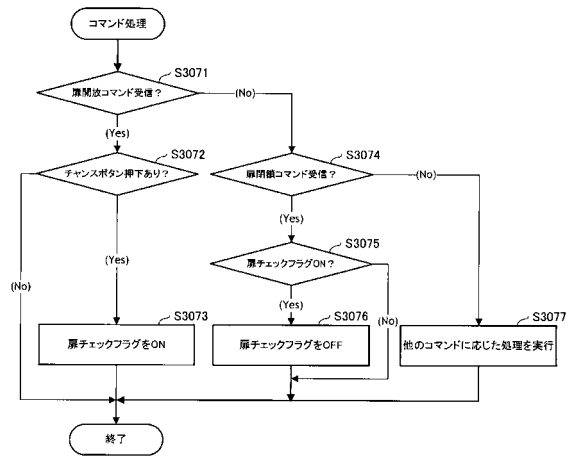 コマンド処理
S3071
扉開放コマンド受信？
(No)
(Yes)
S3072
チャンスボタン押下あり？
S3074
扉閉鎖コマンド受信？
(No)
(Yes)
S3075
扉チェックフラグON？
(Yes)
(No)
(Yes)
(No)
S3073
扉チェックフラグをON
S3076
扉チェックフラグをOFF
S3077
他のコマンドに応じた処理を実行
終了